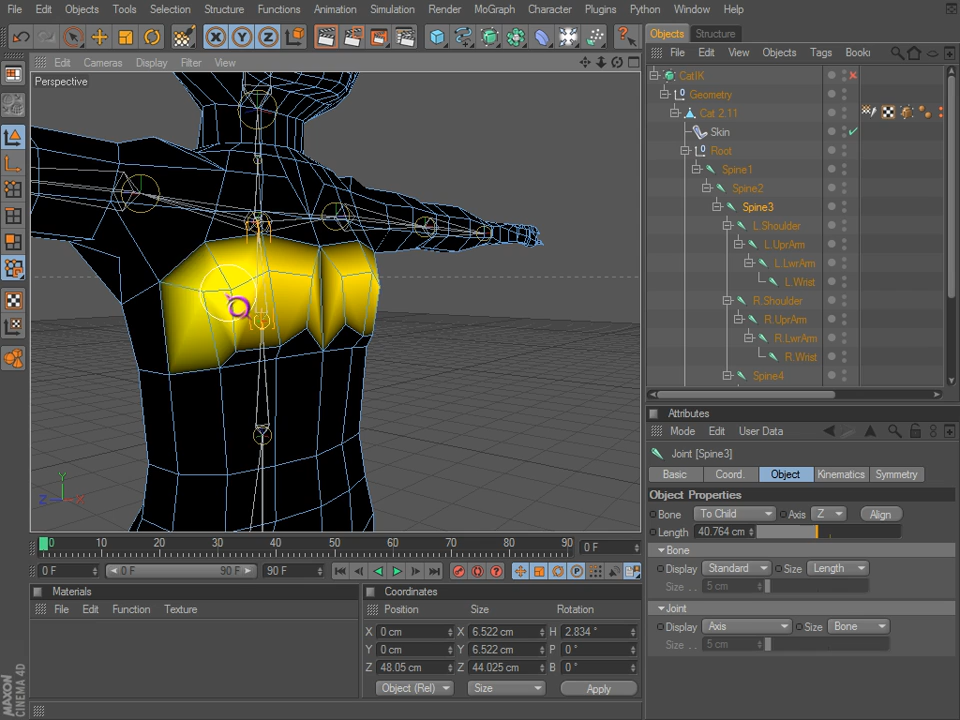 File Edit Objects Tools Selection Structure Functions Animation Simulation Render MoGraph Character Plugins Python Window Help
X Y Z
Objects Structure
File Edit View Objects Tags Booki
Edit Cameras Display Filter View
Perspective
CatIK
Geometry
Cat 2.11
Skin
Root
Spine1
Spine2
Spine3
L.Shoulder
L.UprArm
L.LwrArm
L.Wrist
R.Shoulder
R.UprArm
R.LwrArm
R.Wrist
Spine4
Y
Z X
Attributes
Mode Edit User Data
Joint [Spine3]
Basic Coord. Object Kinematics Symmetry
Object Properties
Bone To Child Axis Z Align
Length 40.764 cm
Bone
Display Standard Size Length
Size . . 5 cm
Joint
Display Axis Size Bone
Size . . 5 cm
0 10 20 30 40 50 60 70 80 90 0 F
0 F 0 F 90 F 90 F
Materials
File Edit Function Texture
Coordinates
Position Size Rotation
X 0 cm X 6.522 cm H 2.834 °
Y 0 cm Y 6.522 cm P 0 °
Z 48.05 cm Z 44.025 cm B 0 °
Object (Rel) Size Apply
MAXON
CINEMA 4D